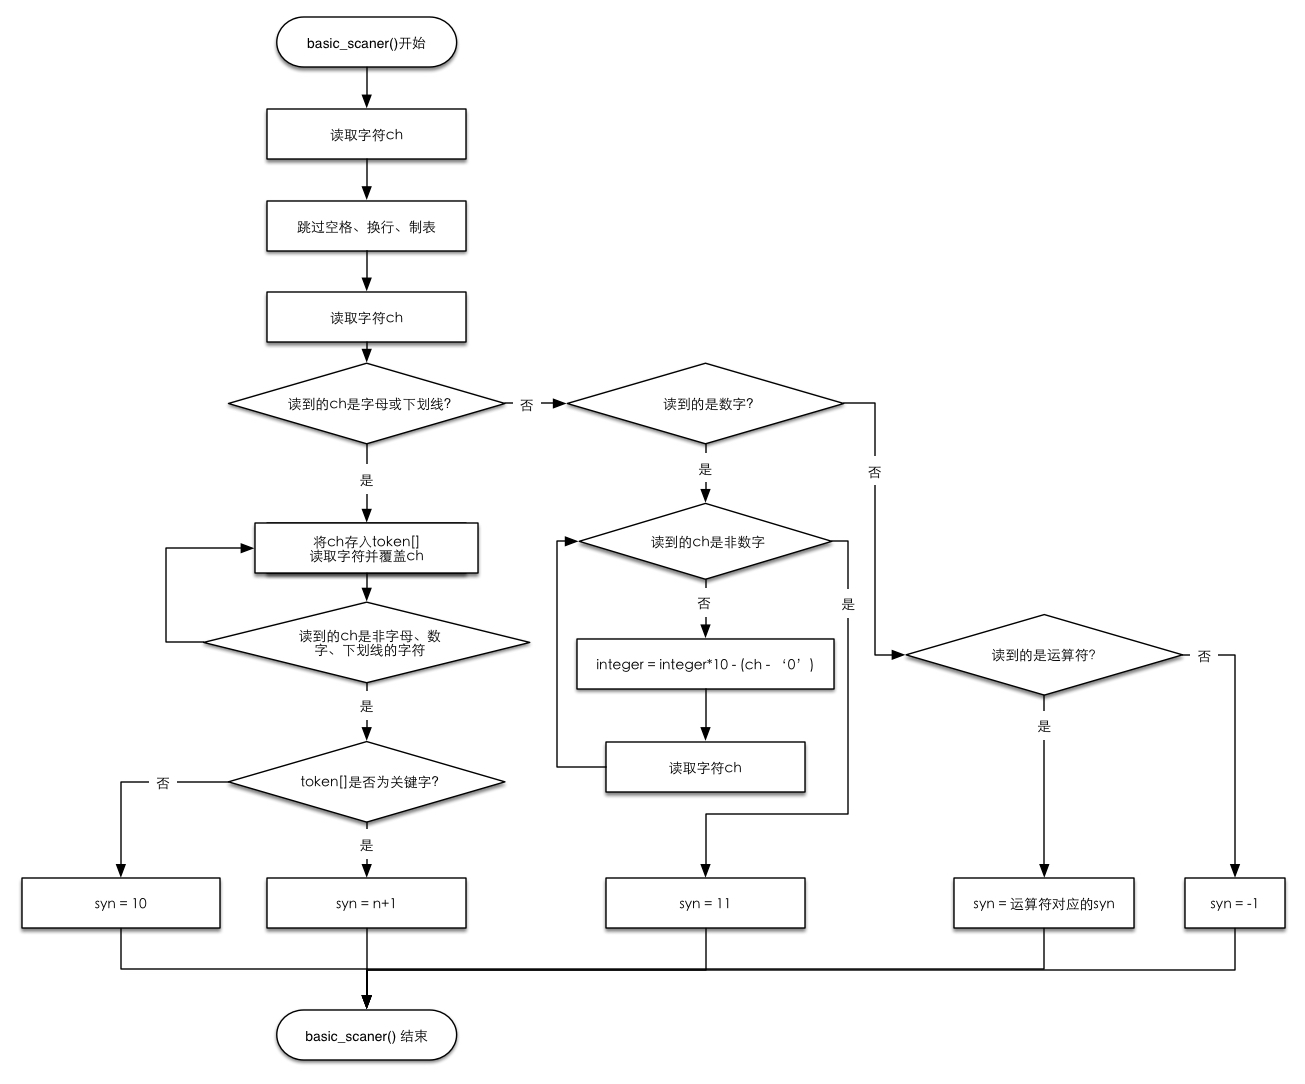 basic_scaner()开始
读取字符ch
跳过空格、换行、制表
读取字符ch
读到的ch是字母或下划线?
否
读到的是数字?
是
是
否
将ch存入token[]
读取字符并覆盖ch
读到的ch是非数字
否
是
读到的ch是非字母、数
字、下划线的字符
integer = integer*10 - (ch - ‘0’)
读到的是运算符?
否
是
是
读取字符ch
token[]是否为关键字?
否
是
syn = 10
syn = n+1
syn = 11
syn = 运算符对应的syn
syn = -1
basic_scaner() 结束